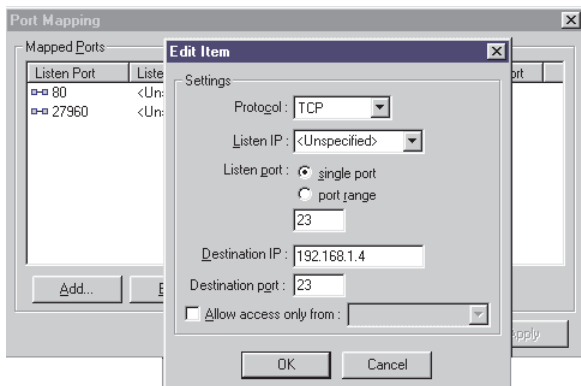 Port Mapping
Mapped Ports
Listen Port
80
27960
Add...
Edit Item
Settings
Protocol : TCP
Listen IP : <Unspecified>
Listen port : single port
port range
23
Destination IP : 192.168.1.4
Destination port : 23
Allow access only from :
OK Cancel